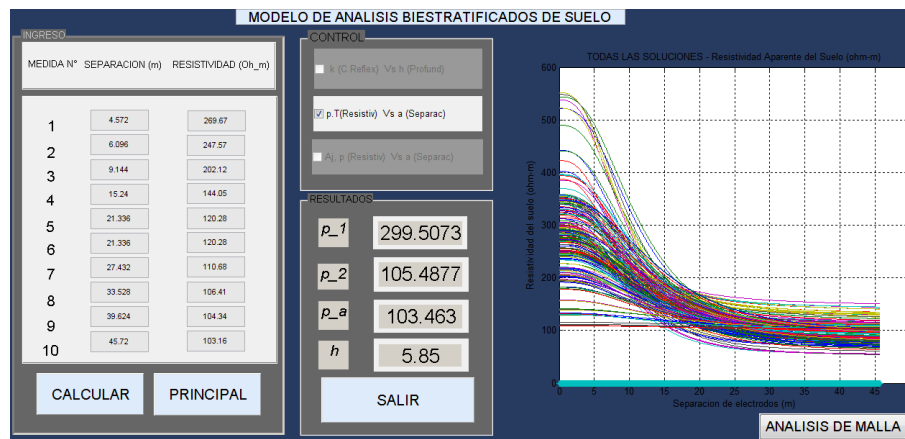 MODELO DE ANALISIS BIESTRATIFICADOS DE SUELO
INGRESO
MEDIDA N° SEPARACION (m) RESISTIVIDAD (Oh_m)
1 4.572 269.67
2 6.096 247.57
3 9.144 202.12
4 15.24 144.05
5 21.336 120.28
6 21.336 120.28
7 27.432 110.68
8 33.528 106.41
9 39.624 104.34
10 45.72 103.16
CALCULAR PRINCIPAL
CONTROL
k (C.Reflex) Vs h (Profund)
p.T(Resistiv) Vs a (Separac)
Aj, p (Resistiv) Vs a (Separac)
RESULTADOS
p_1 299.5073
p_2 105.4877
p_a 103.463
h 5.85
SALIR
TODAS LAS SOLUCIONES - Resistividad Aparente del Suelo (ohm-m)
Resistividad del suelo (ohm-m)
600
500
400
300
200
100
0
0 5 10 15 20 25 30 35 40 45
Separacion de electrodos (m)
ANALISIS DE MALLA